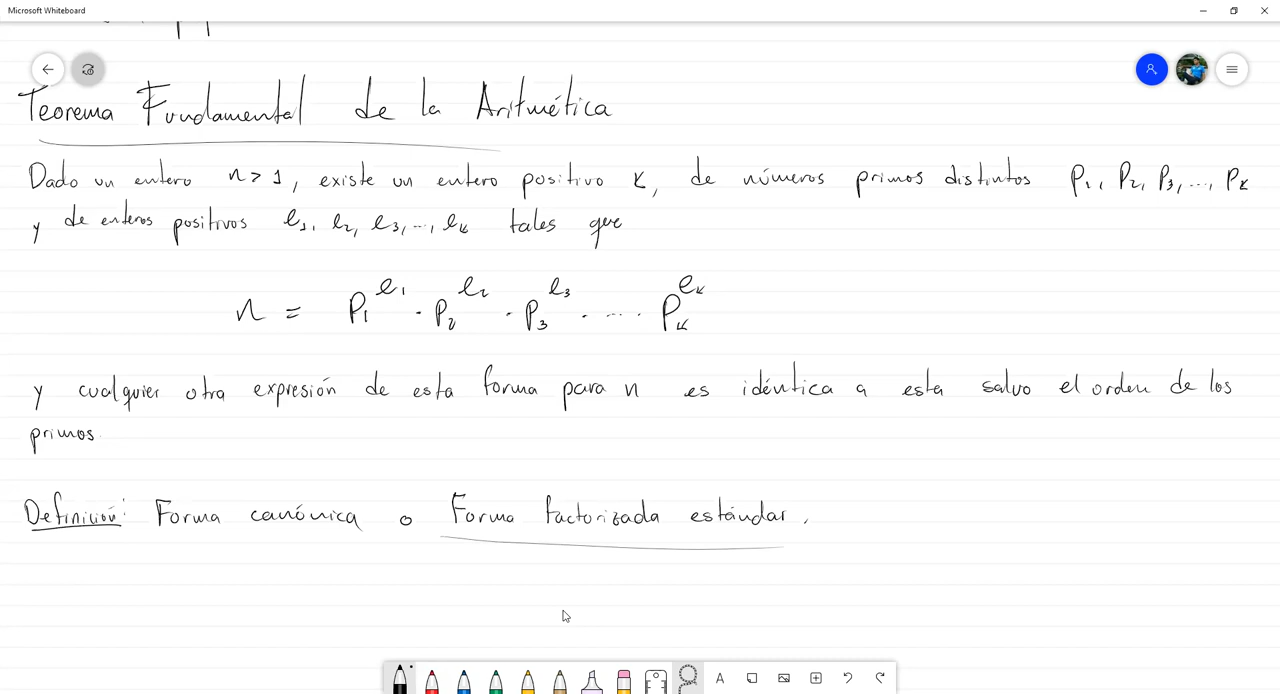 Microsoft Whiteboard
Teorema Fundamental de la Aritmética
Dado un entero n > 1, existe un entero positivo k, de números primos distintos P₁, P₂, P₃, ..., Pₖ
y de enteros positivos e₁, e₂, e₃, ..., eₖ tales que
n = P₁^e₁ · P₂^e₂ · P₃^e₃ · .... Pₖ^eₖ
y cualquier otra expresión de esta forma para n es idéntica a esta salvo el orden de los
primos.
Definición: Forma canónica o Forma factorizada estándar.
A